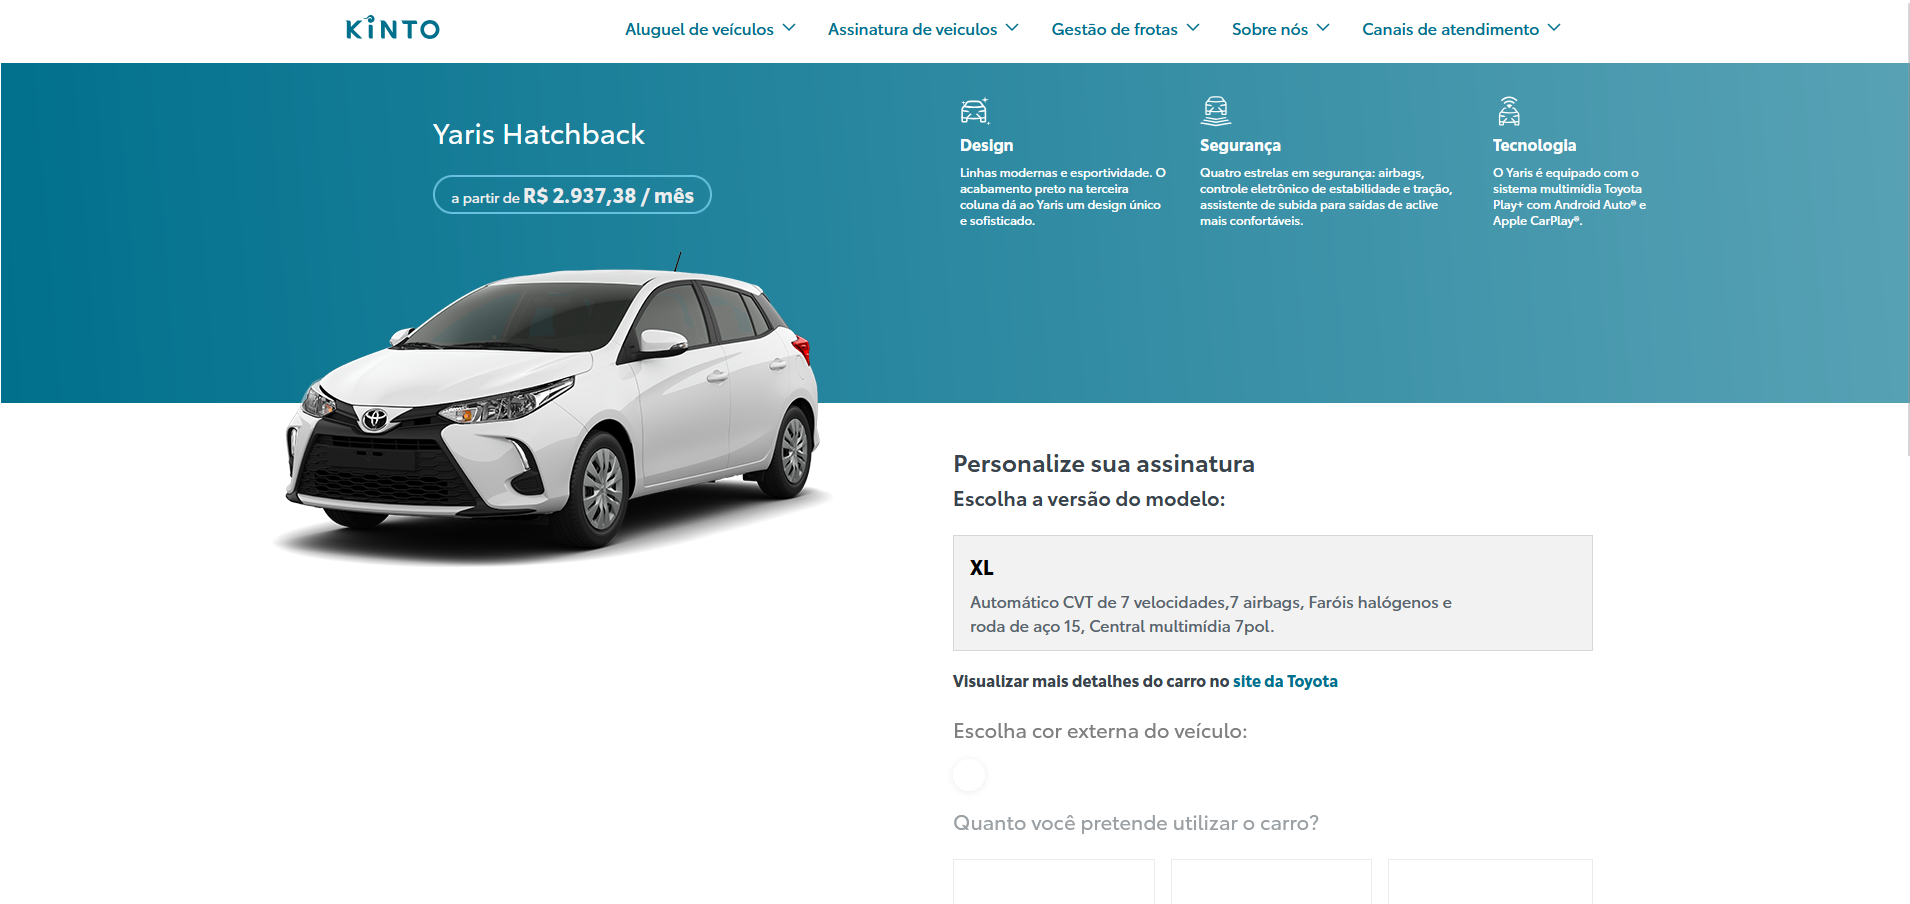 KINTO
Aluguel de veículos
Assinatura de veiculos
Gestão de frotas
Sobre nós
Canais de atendimento
Yaris Hatchback
a partir de R$ 2.937,38 / mês
Design
Linhas modernas e esportividade. O
acabamento preto na terceira
coluna dá ao Yaris um design único
e sofisticado.
Segurança
Quatro estrelas em segurança: airbags,
controle eletrônico de estabilidade e tração,
assistente de subida para saídas de aclive
mais confortáveis.
Tecnologia
O Yaris é equipado com o
sistema multimídia Toyota
Play+ com Android Auto® e
Apple CarPlay®.
Personalize sua assinatura
Escolha a versão do modelo:
XL
Automático CVT de 7 velocidades,7 airbags, Faróis halógenos e
roda de aço 15, Central multimídia 7pol.
Visualizar mais detalhes do carro no site da Toyota
Escolha cor externa do veículo:
Quanto você pretende utilizar o carro?